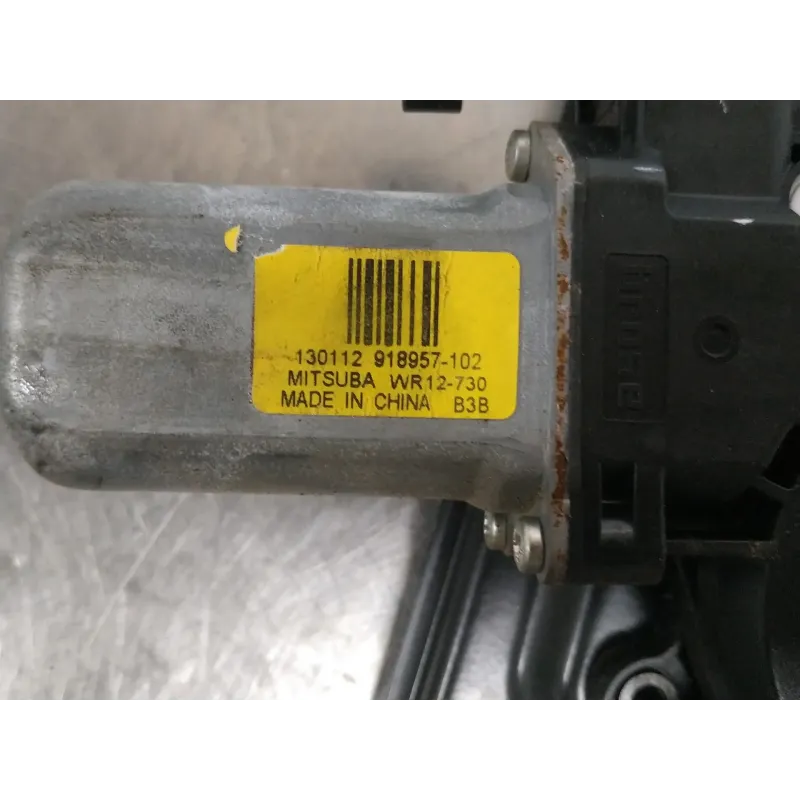 130112 918957-102
MITSUBA WR12-730
MADE IN CHINA B3B